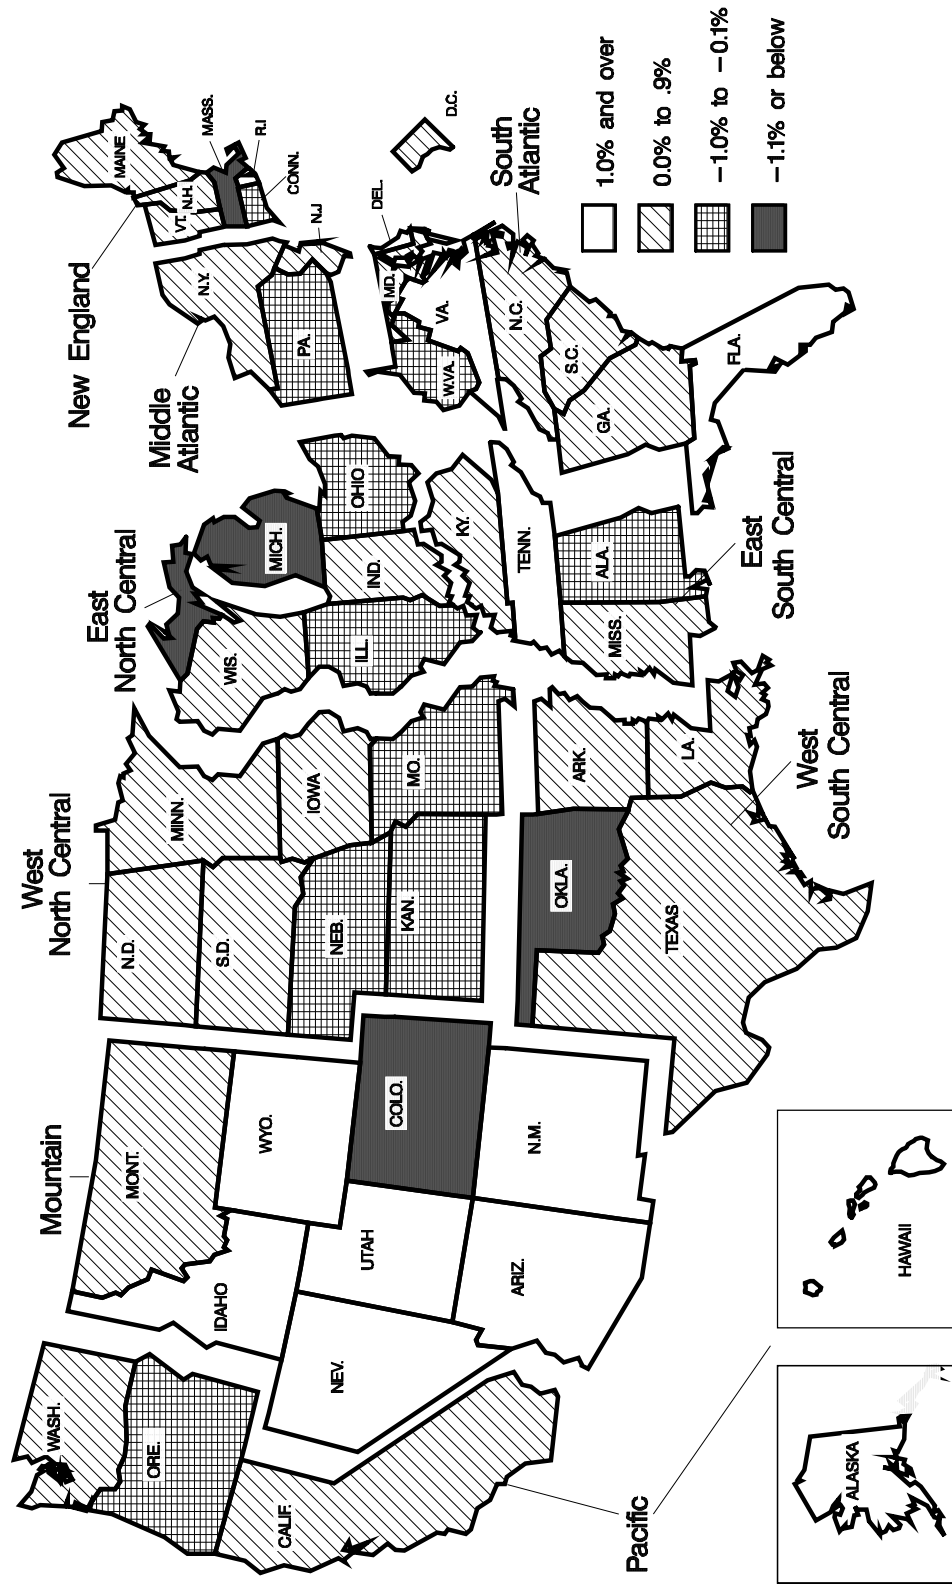 New England
Middle
Atlantic
East
North Central
West
North Central
Mountain
Pacific
South
Atlantic
East
South Central
West
South Central
MAINE
VT.
N.H.
MASS.
R.I
CONN.
N.Y.
N.J
PA.
DEL.
MD.
D.C.
VA.
W.VA.
N.C.
S.C.
GA.
FLA.
OHIO
MICH.
IND.
WIS.
ILL.
KY.
TENN.
ALA.
MISS.
MINN.
IOWA
MO.
N.D.
S.D.
NEB.
KAN.
ARK.
LA.
OKLA.
TEXAS
MONT.
WYO.
COLO.
N.M.
IDAHO
UTAH
ARIZ.
NEV.
WASH.
ORE.
CALIF.
ALASKA
HAWAII
1.0% and over
0.0% to .9%
−1.0% to −0.1%
−1.1% or below